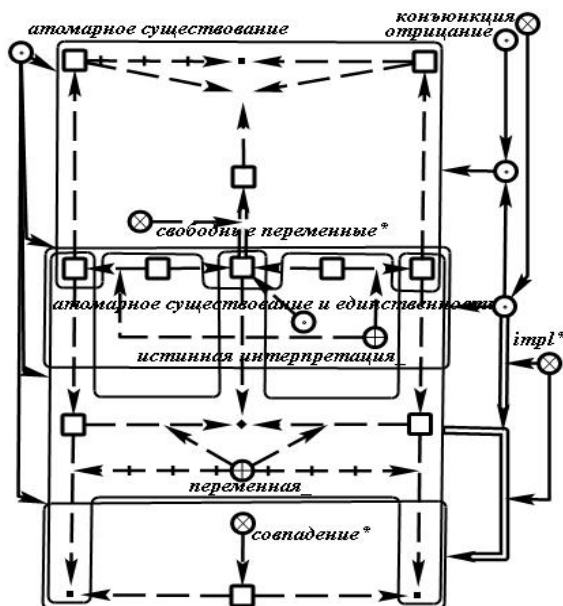 атомарное существование
конъюнкция
отрицание
свободные переменные*
атомарное существование и единственность
истинная интерпретация_
impl*
переменная_
совпадение*